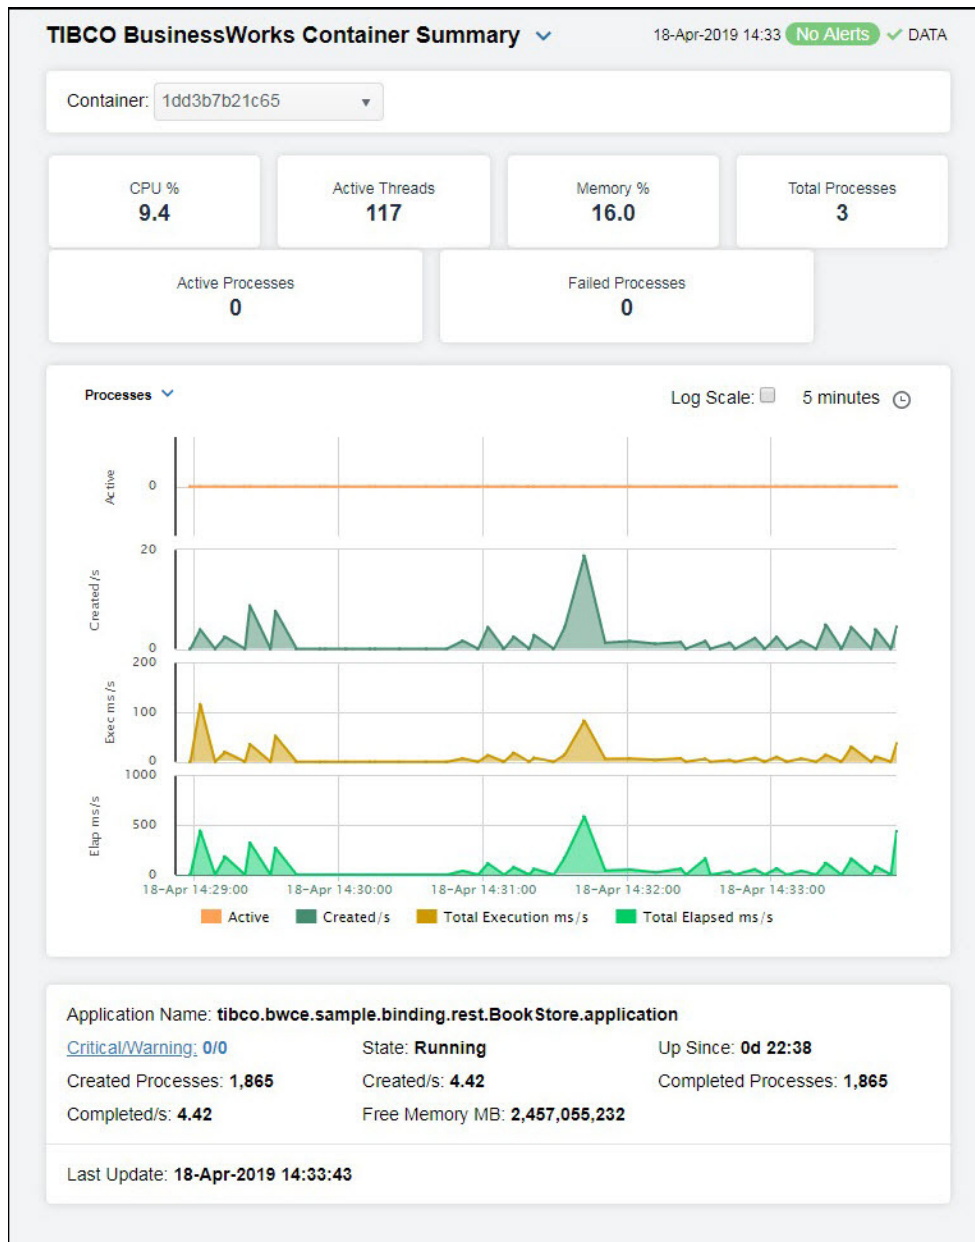 TIBCO BusinessWorks Container Summary 18-Apr-2019 14:33 No Alerts DATA
Container: 1dd3b7b21c65
CPU % Active Threads Memory % Total Processes
9.4 117 16.0 3
Active Processes Failed Processes
0 0
Processes Log Scale: 5 minutes
Active
0
Created/s
20
0
Exec ms/s
200
100
0
Elap ms/s
1000
500
0
18-Apr 14:29:00 18-Apr 14:30:00 18-Apr 14:31:00 18-Apr 14:32:00 18-Apr 14:33:00
Active Created/s Total Execution ms/s Total Elapsed ms/s
Application Name: tibco.bwce.sample.binding.rest.BookStore.application
Critical/Warning: 0/0 State: Running Up Since: 0d 22:38
Created Processes: 1,865 Created/s: 4.42 Completed Processes: 1,865
Completed/s: 4.42 Free Memory MB: 2,457,055,232
Last Update: 18-Apr-2019 14:33:43